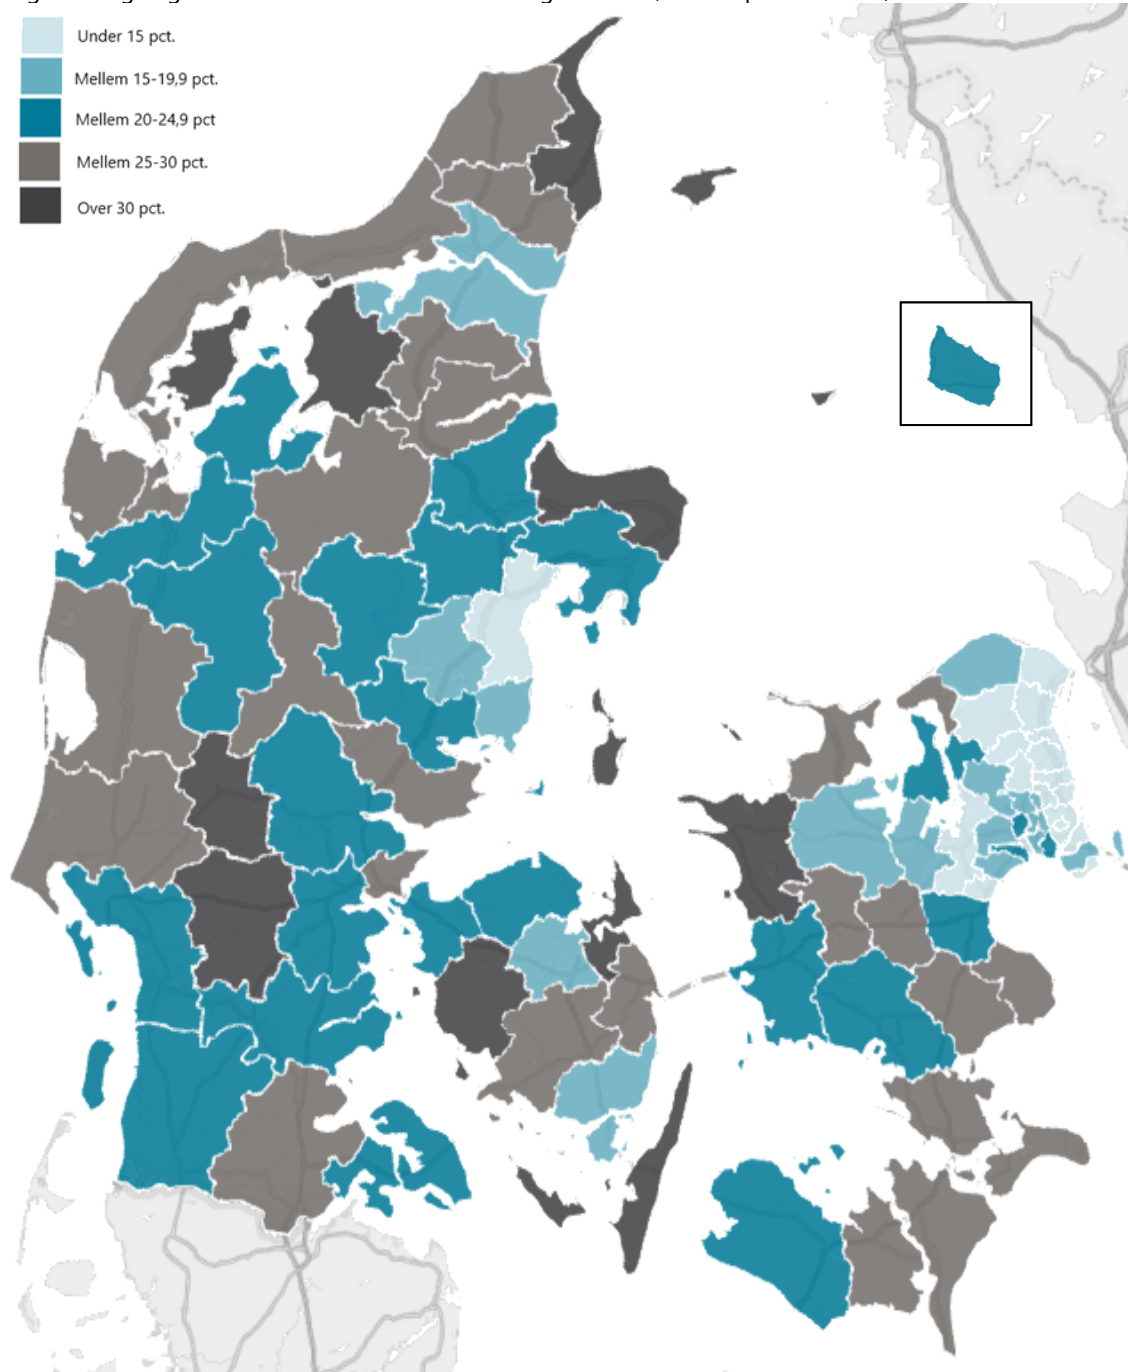 Under 15 pct.
Mellem 15-19,9 pct.
Mellem 20-24,9 pct
Mellem 25-30 pct.
Over 30 pct.